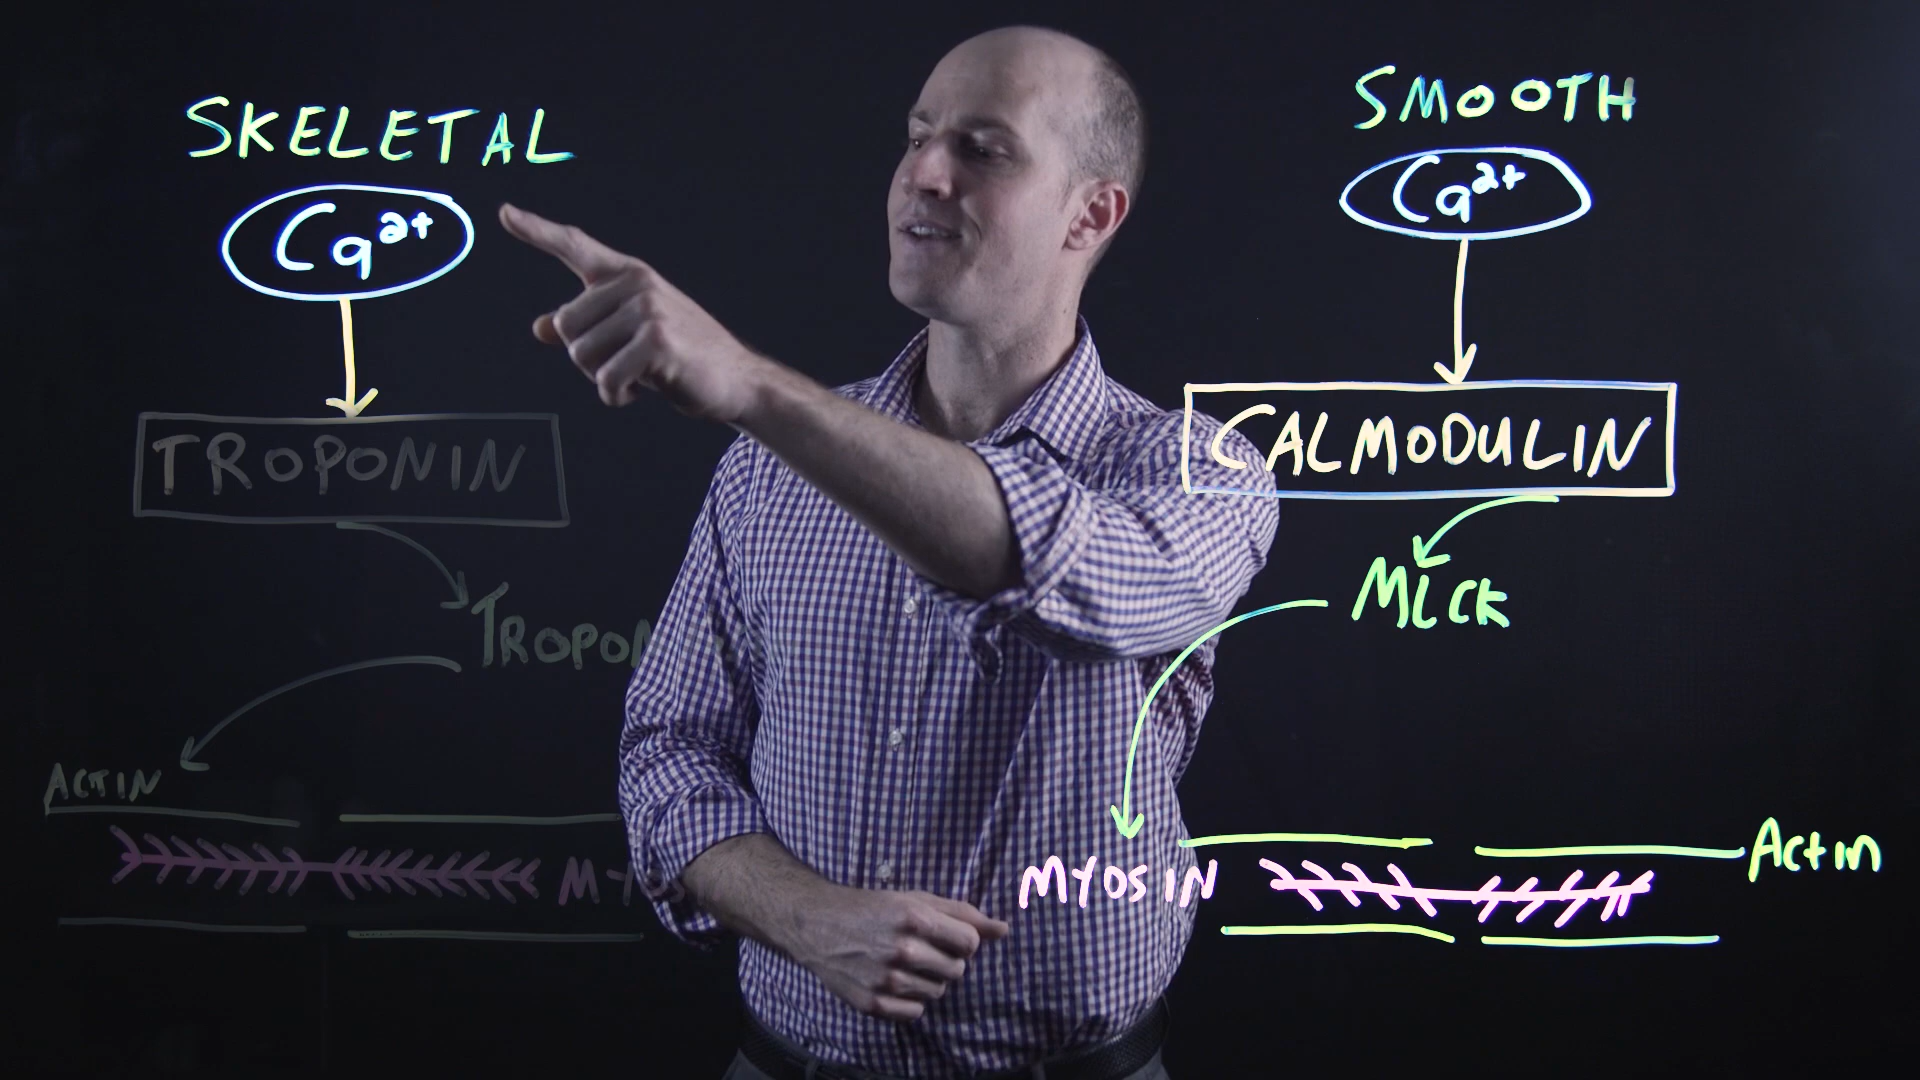 SKELETAL
Ca2+
TROPONIN
ACTIN
SMOOTH
Ca2+
CALMODULIN
MLCK
MYOSIN
Actin